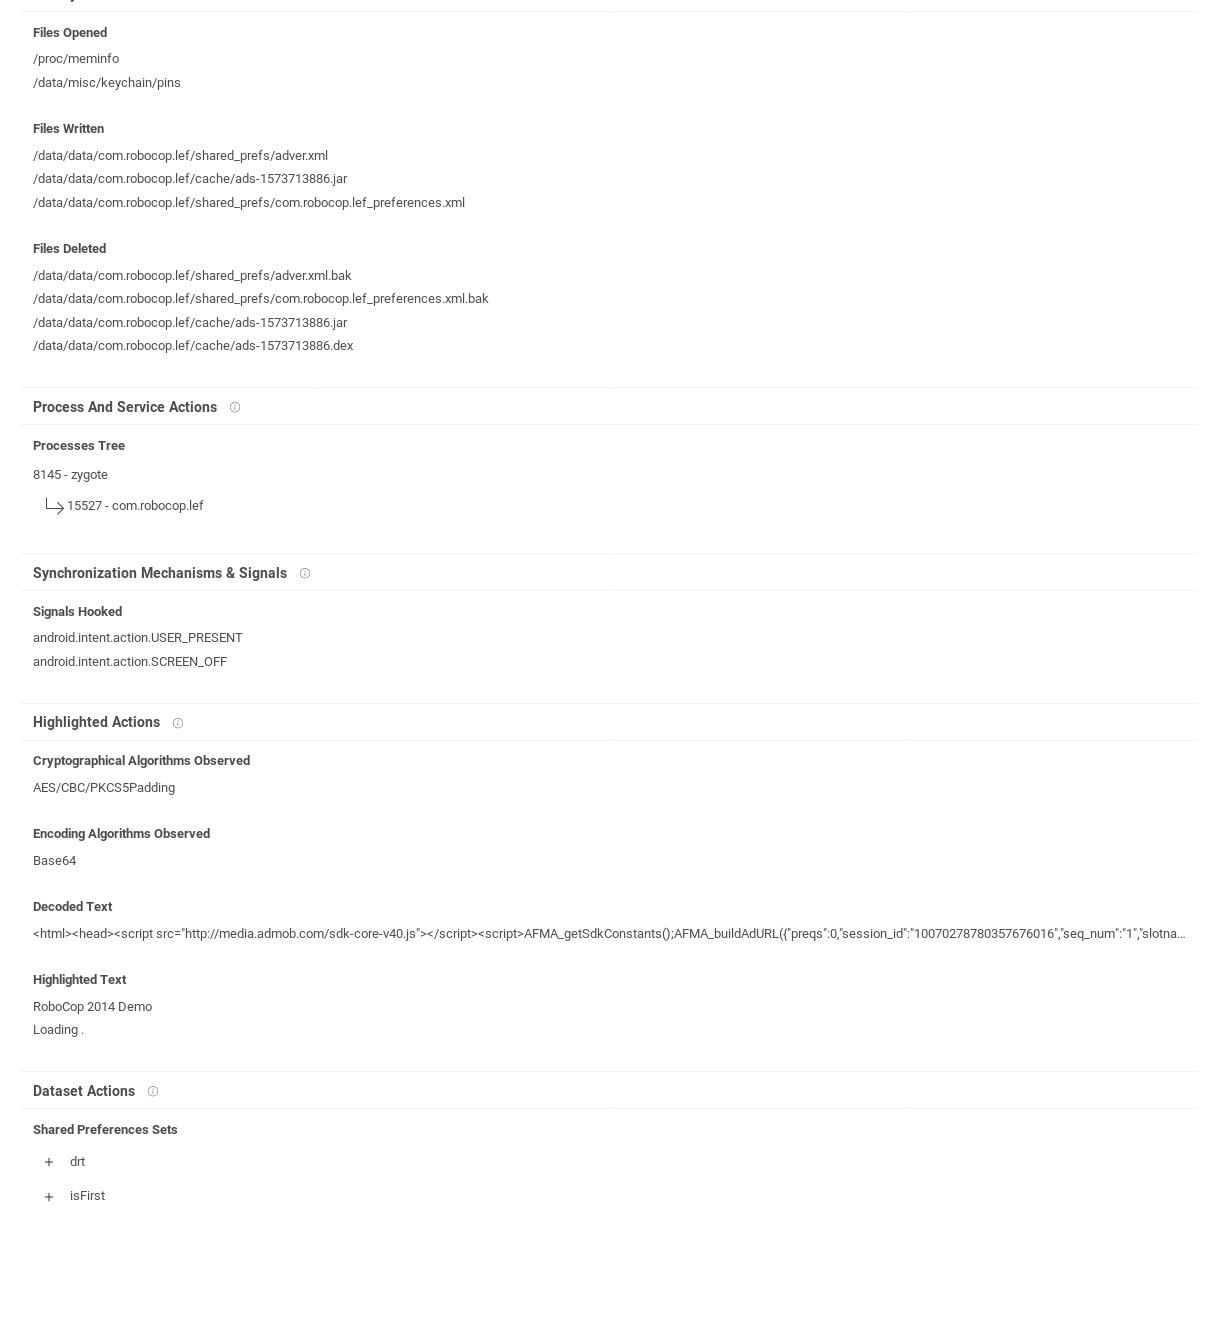 Files Opened
/proc/meminfo
/data/misc/keychain/pins
Files Written
/data/data/com.robocop.lef/shared_prefs/adver.xml
/data/data/com.robocop.lef/cache/ads-1573713886.jar
/data/data/com.robocop.lef/shared_prefs/com.robocop.lef_preferences.xml
Files Deleted
/data/data/com.robocop.lef/shared_prefs/adver.xml.bak
/data/data/com.robocop.lef/shared_prefs/com.robocop.lef_preferences.xml.bak
/data/data/com.robocop.lef/cache/ads-1573713886.jar
/data/data/com.robocop.lef/cache/ads-1573713886.dex
Process And Service Actions
Processes Tree
8145 - zygote
15527 - com.robocop.lef
Synchronization Mechanisms & Signals
Signals Hooked
android.intent.action.USER_PRESENT
android.intent.action.SCREEN_OFF
Highlighted Actions
Cryptographical Algorithms Observed
AES/CBC/PKCS5Padding
Encoding Algorithms Observed
Base64
Decoded Text
<html><head><script src="http://media.admob.com/sdk-core-v40.js"></script><script>AFMA_getSdkConstants();AFMA_buildAdURL({"preqs":0,"session_id":"10070278780357676016","seq_num":"1","slotna…
Highlighted Text
RoboCop 2014 Demo
Loading .
Dataset Actions
Shared Preferences Sets
+ drt
+ isFirst